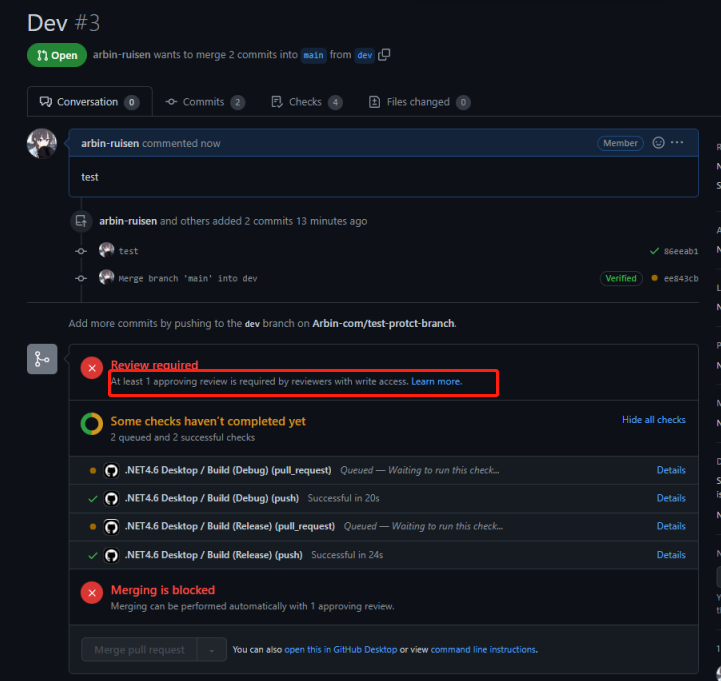 Dev #3
Open arbin-ruisen wants to merge 2 commits into main from dev
Conversation 0 Commits 2 Checks 4 Files changed 0
arbin-ruisen commented now Member
test
arbin-ruisen and others added 2 commits 13 minutes ago
test 86eeab1
Merge branch 'main' into dev Verified ee843cb
Add more commits by pushing to the dev branch on Arbin-com/test-protct-branch.
Review required
At least 1 approving review is required by reviewers with write access. Learn more.
Some checks haven't completed yet Hide all checks
2 queued and 2 successful checks
.NET4.6 Desktop / Build (Debug) (pull_request) Queued — Waiting to run this check... Details
.NET4.6 Desktop / Build (Debug) (push) Successful in 20s Details
.NET4.6 Desktop / Build (Release) (pull_request) Queued — Waiting to run this check... Details
.NET4.6 Desktop / Build (Release) (push) Successful in 24s Details
Merging is blocked
Merging can be performed automatically with 1 approving review.
Merge pull request You can also open this in GitHub Desktop or view command line instructions.